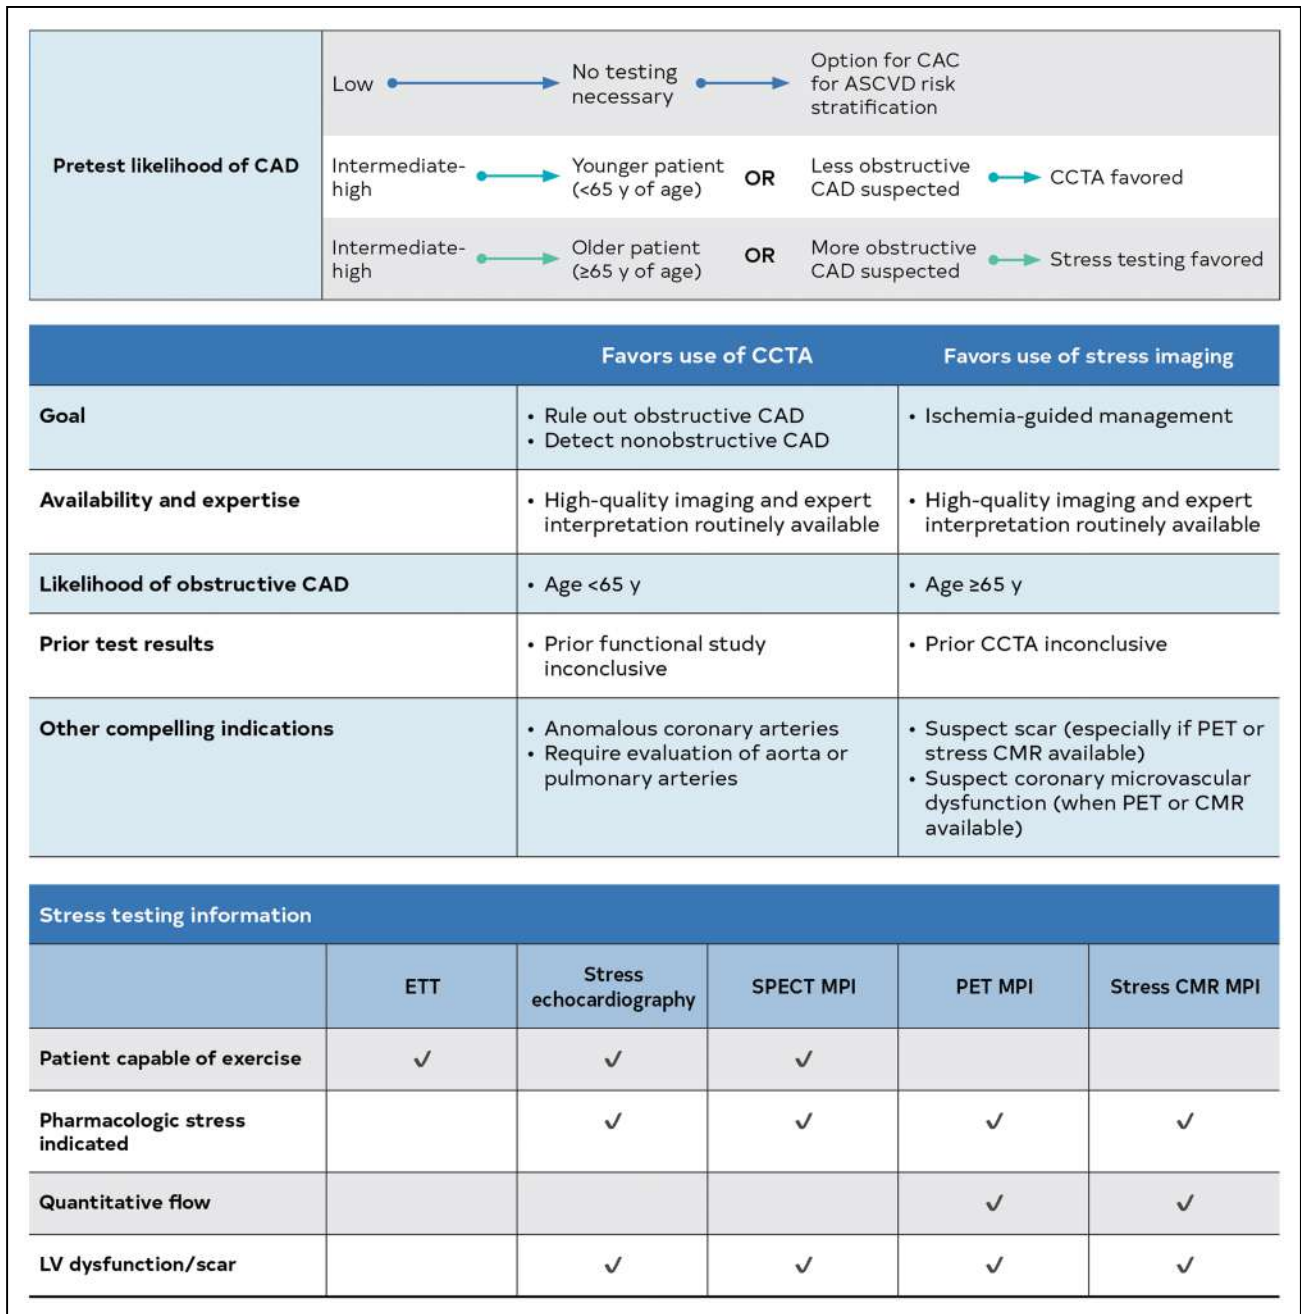 Pretest likelihood of CAD
Low
No testing
necessary
Option for CAC
for ASCVD risk
stratification
Intermediate-
high
Younger patient
(<65 y of age)
OR
Less obstructive
CAD suspected
CCTA favored
Intermediate-
high
Older patient
(≥65 y of age)
OR
More obstructive
CAD suspected
Stress testing favored
Favors use of CCTA
Favors use of stress imaging
Goal
• Rule out obstructive CAD
• Detect nonobstructive CAD
• Ischemia-guided management
Availability and expertise
• High-quality imaging and expert
interpretation routinely available
• High-quality imaging and expert
interpretation routinely available
Likelihood of obstructive CAD
• Age <65 y
• Age ≥65 y
Prior test results
• Prior functional study
inconclusive
• Prior CCTA inconclusive
Other compelling indications
• Anomalous coronary arteries
• Require evaluation of aorta or
pulmonary arteries
• Suspect scar (especially if PET or
stress CMR available)
• Suspect coronary microvascular
dysfunction (when PET or CMR
available)
Stress testing information
ETT
Stress
echocardiography
SPECT MPI
PET MPI
Stress CMR MPI
Patient capable of exercise
✓ ✓ ✓
Pharmacologic stress
indicated
✓ ✓ ✓ ✓
Quantitative flow
✓ ✓
LV dysfunction/scar
✓ ✓ ✓ ✓